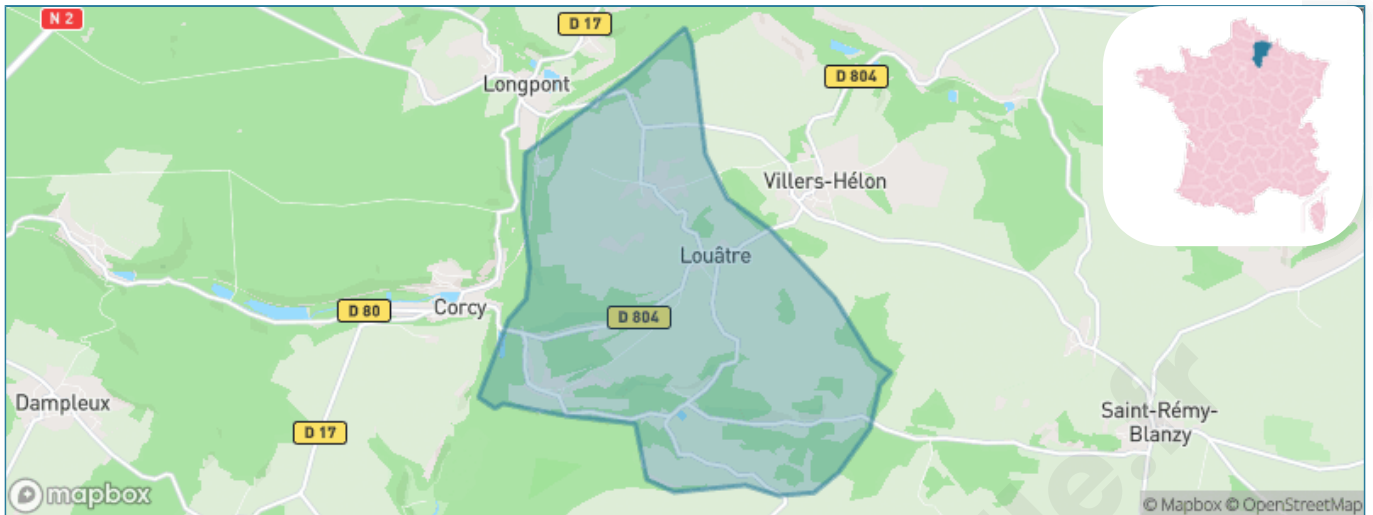 N 2
D 17
Longpont
D 804
Villers-Hélon
Louâtre
D 80
Corcy
D 804
Dampleux
D 17
Saint-Rémy-
Blanzy
mapbox
© Mapbox © OpenStreetMap